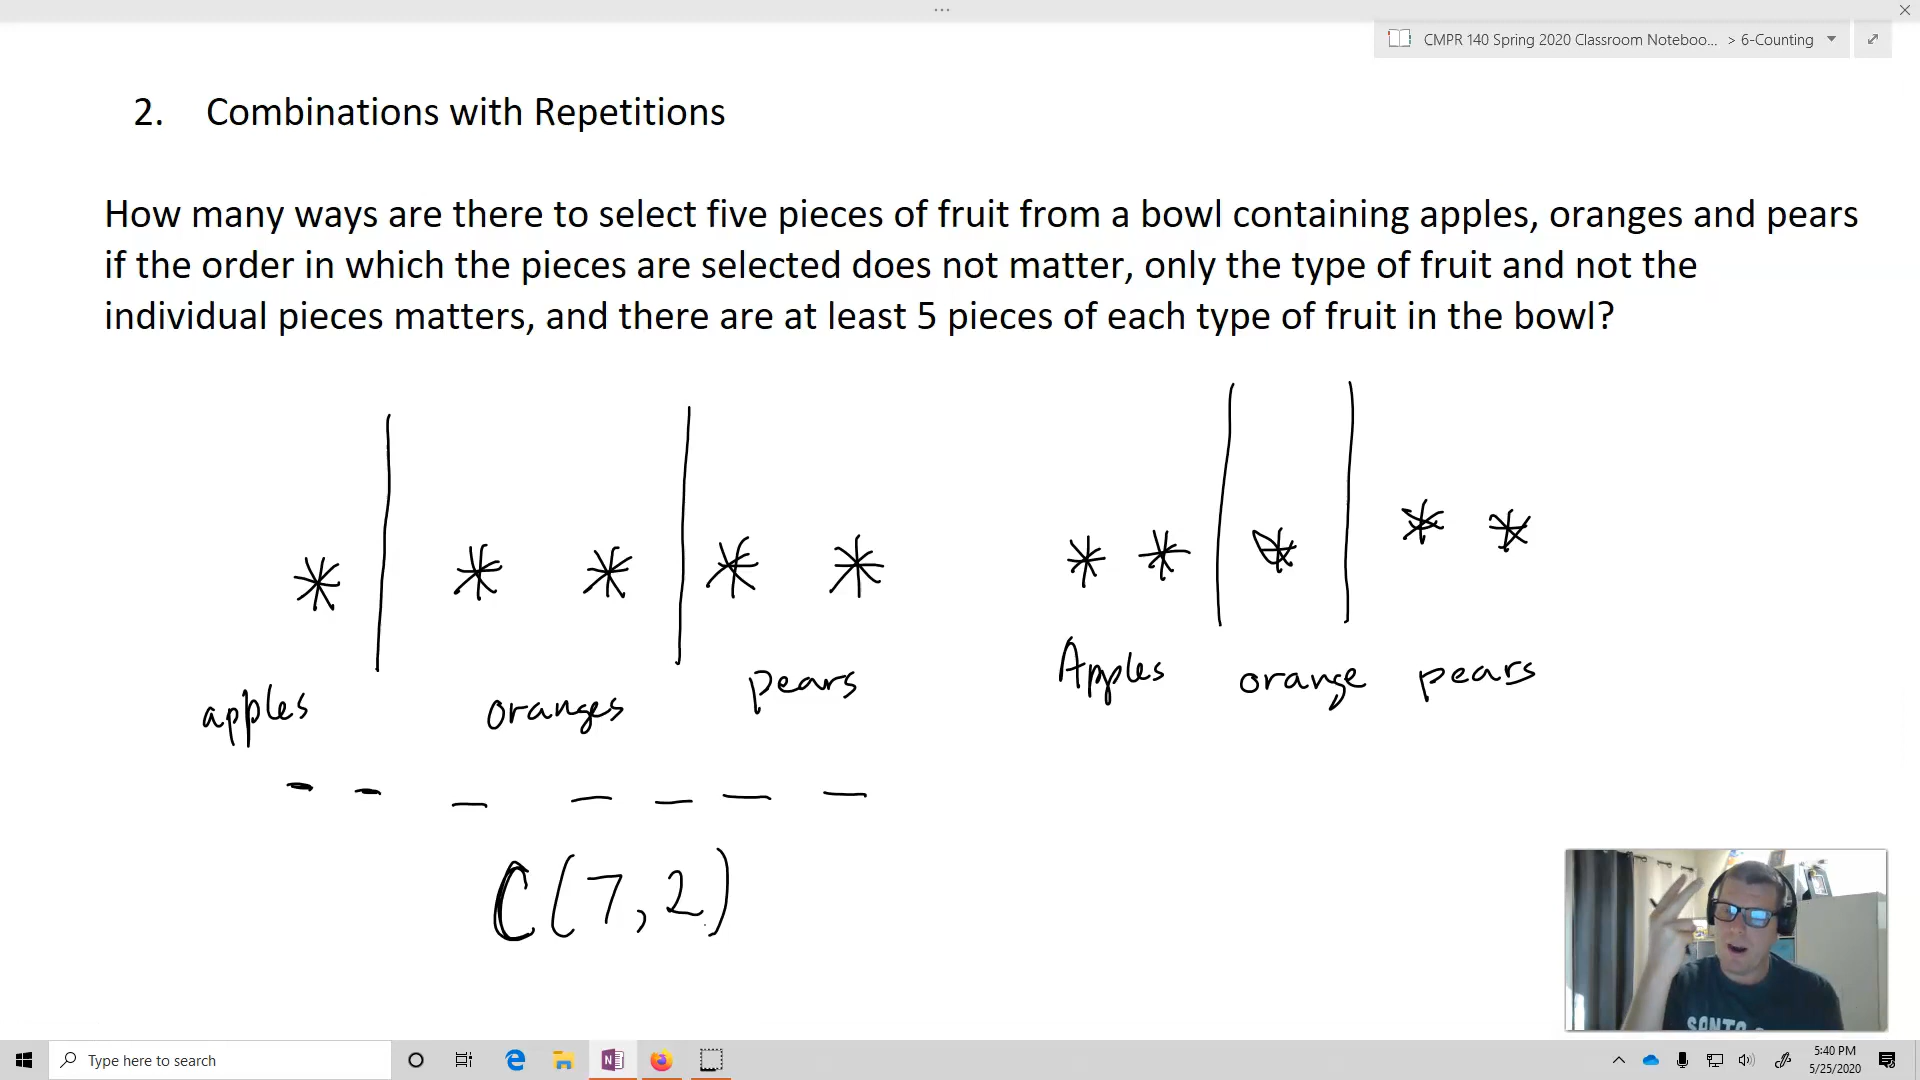 CMPR 140 Spring 2020 Classroom Noteboo... > 6-Counting
2. Combinations with Repetitions
How many ways are there to select five pieces of fruit from a bowl containing apples, oranges and pears
if the order in which the pieces are selected does not matter, only the type of fruit and not the
individual pieces matters, and there are at least 5 pieces of each type of fruit in the bowl?
* | * * | * *
* * | * | * *
apples oranges pears
Apples orange pears
_ _ _ _ _ _ _
C(7,2)
Type here to search
5:40 PM
5/25/2020